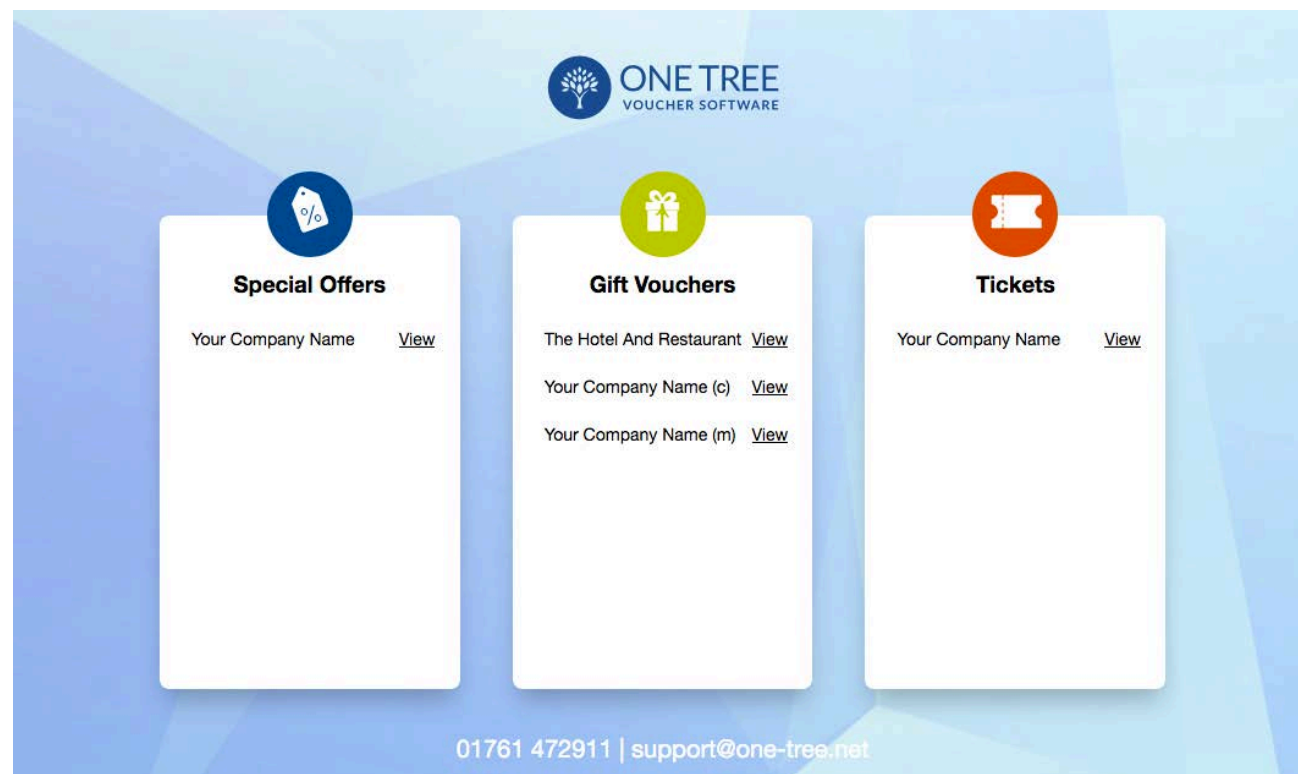 ONE TREE
VOUCHER SOFTWARE
%
Special Offers
Your Company Name View
Gift Vouchers
The Hotel And Restaurant View
Your Company Name (c) View
Your Company Name (m) View
Tickets
Your Company Name View
01761 472911 | support@one-tree.net